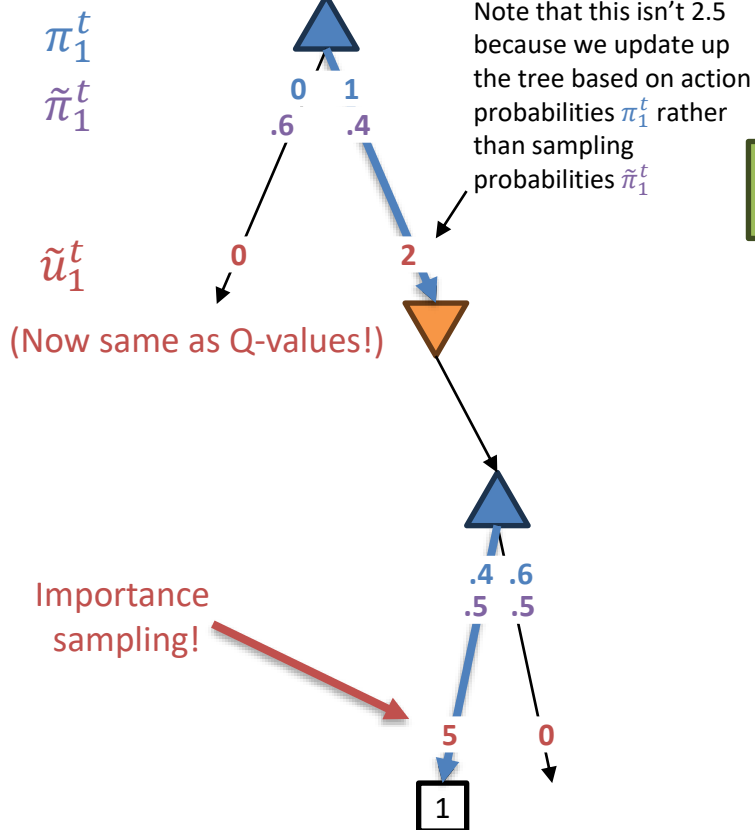 π₁ᵗ
π̃₁ᵗ
0 1
.6 .4
Note that this isn't 2.5
because we update up
the tree based on action
probabilities π₁ᵗ rather
than sampling
probabilities π̃₁ᵗ
ũ₁ᵗ
0 2
(Now same as Q-values!)
.4 .6
.5 .5
Importance
sampling!
5 0
1